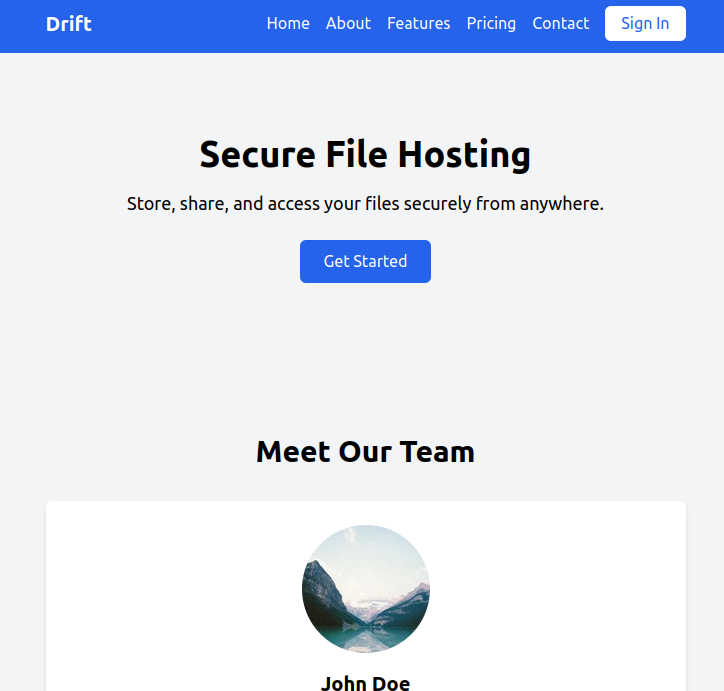 Drift Home About Features Pricing Contact Sign In
Secure File Hosting
Store, share, and access your files securely from anywhere.
Get Started
Meet Our Team
John Doe